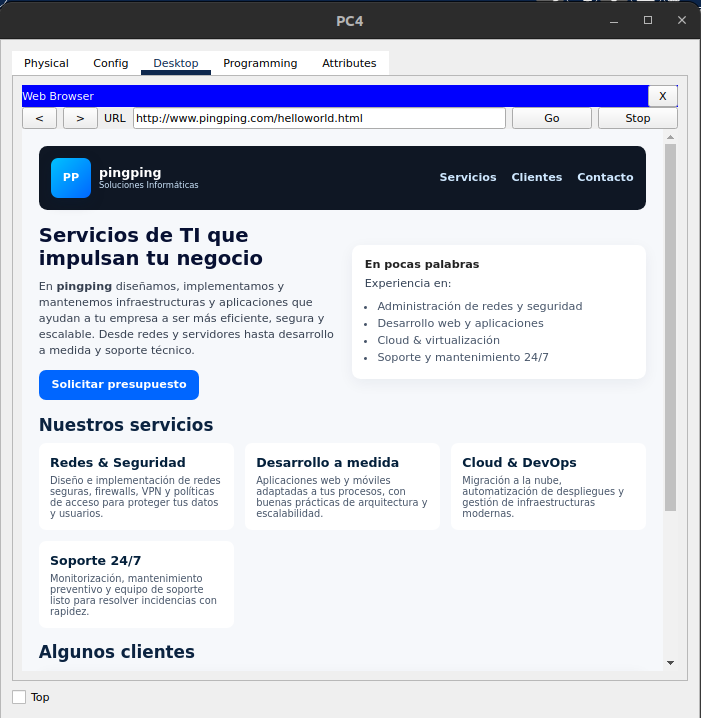 PC4
Physical Config Desktop Programming Attributes
Web Browser X
< > URL http://www.pingping.com/helloworld.html Go Stop
PP
pingping
Soluciones Informáticas
Servicios Clientes Contacto
Servicios de TI que
impulsan tu negocio
En pingping diseñamos, implementamos y
mantenemos infraestructuras y aplicaciones que
ayudan a tu empresa a ser más eficiente, segura y
escalable. Desde redes y servidores hasta desarrollo
a medida y soporte técnico.
Solicitar presupuesto
En pocas palabras
Experiencia en:
• Administración de redes y seguridad
• Desarrollo web y aplicaciones
• Cloud & virtualización
• Soporte y mantenimiento 24/7
Nuestros servicios
Redes & Seguridad
Diseño e implementación de redes
seguras, firewalls, VPN y políticas
de acceso para proteger tus datos
y usuarios.
Desarrollo a medida
Aplicaciones web y móviles
adaptadas a tus procesos, con
buenas prácticas de arquitectura y
escalabilidad.
Cloud & DevOps
Migración a la nube,
automatización de despliegues y
gestión de infraestructuras
modernas.
Soporte 24/7
Monitorización, mantenimiento
preventivo y equipo de soporte
listo para resolver incidencias con
rapidez.
Algunos clientes
Top